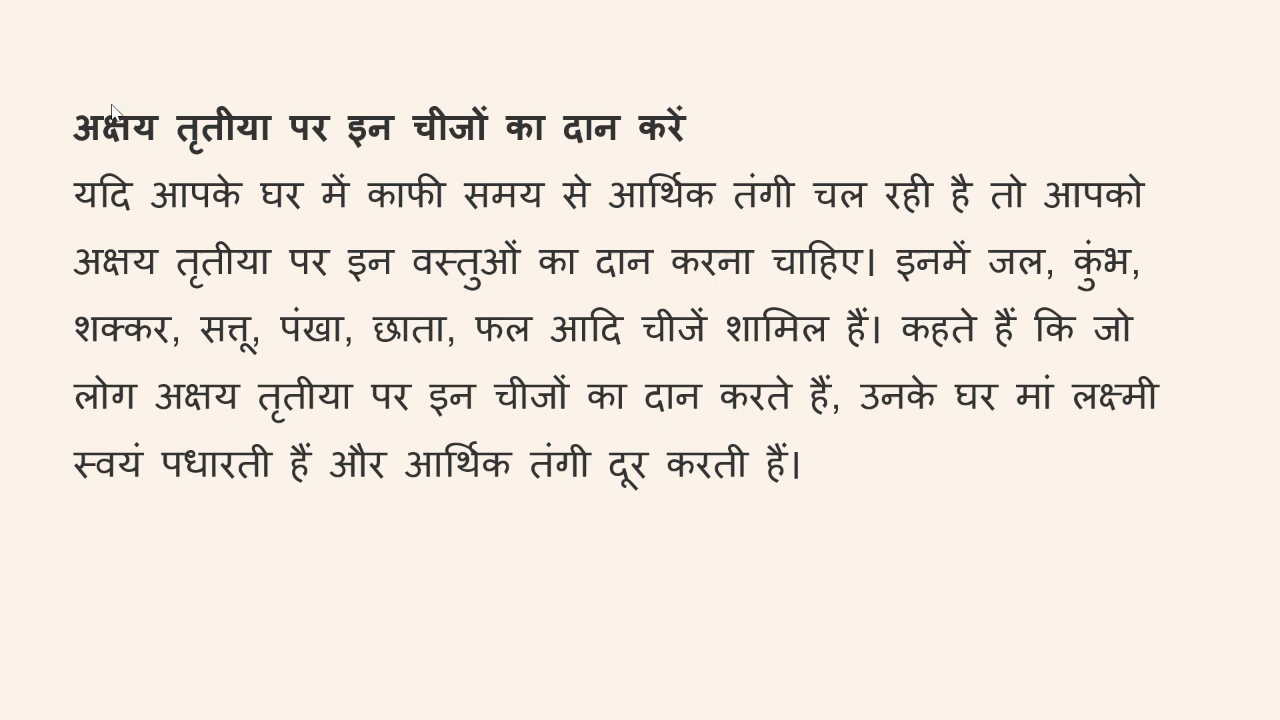 अक्षय तृतीया पर इन चीजों का दान करें
यदि आपके घर में काफी समय से आर्थिक तंगी चल रही है तो आपको
अक्षय तृतीया पर इन वस्तुओं का दान करना चाहिए। इनमें जल, कुंभ,
शक्कर, सत्तू, पंखा, छाता, फल आदि चीजें शामिल हैं। कहते हैं कि जो
लोग अक्षय तृतीया पर इन चीजों का दान करते हैं, उनके घर मां लक्ष्मी
स्वयं पधारती हैं और आर्थिक तंगी दूर करती हैं।